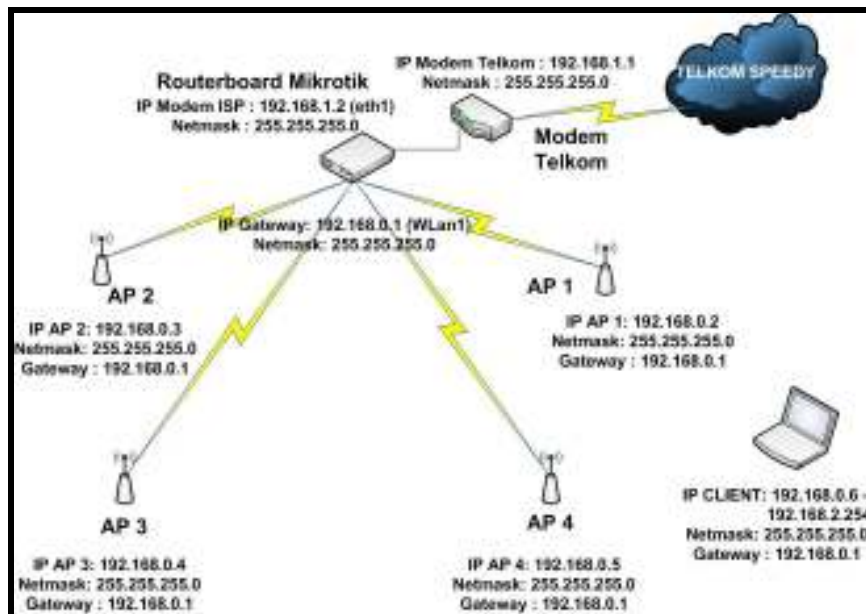 IP Modem Telkom : 192.168.1.1
Netmask : 255.255.255.0
TELKOM SPEEDY
Routerboard Mikrotik
IP Modem ISP : 192.168.1.2 (eth1)
Netmask : 255.255.255.0
Modem
Telkom
IP Gateway: 192.168.0.1 (WLan1)
Netmask: 255.255.255.0
AP 2
IP AP 2: 192.168.0.3
Netmask: 255.255.255.0
Gateway : 192.168.0.1
AP 1
IP AP 1: 192.168.0.2
Netmask: 255.255.255.0
Gateway : 192.168.0.1
IP CLIENT: 192.168.0.6 -
192.168.2.254
Netmask: 255.255.255.0
Gateway : 192.168.0.1
AP 3
IP AP 3: 192.168.0.4
Netmask: 255.255.255.0
Gateway : 192.168.0.1
AP 4
IP AP 4: 192.168.0.5
Netmask: 255.255.255.0
Gateway : 192.168.0.1